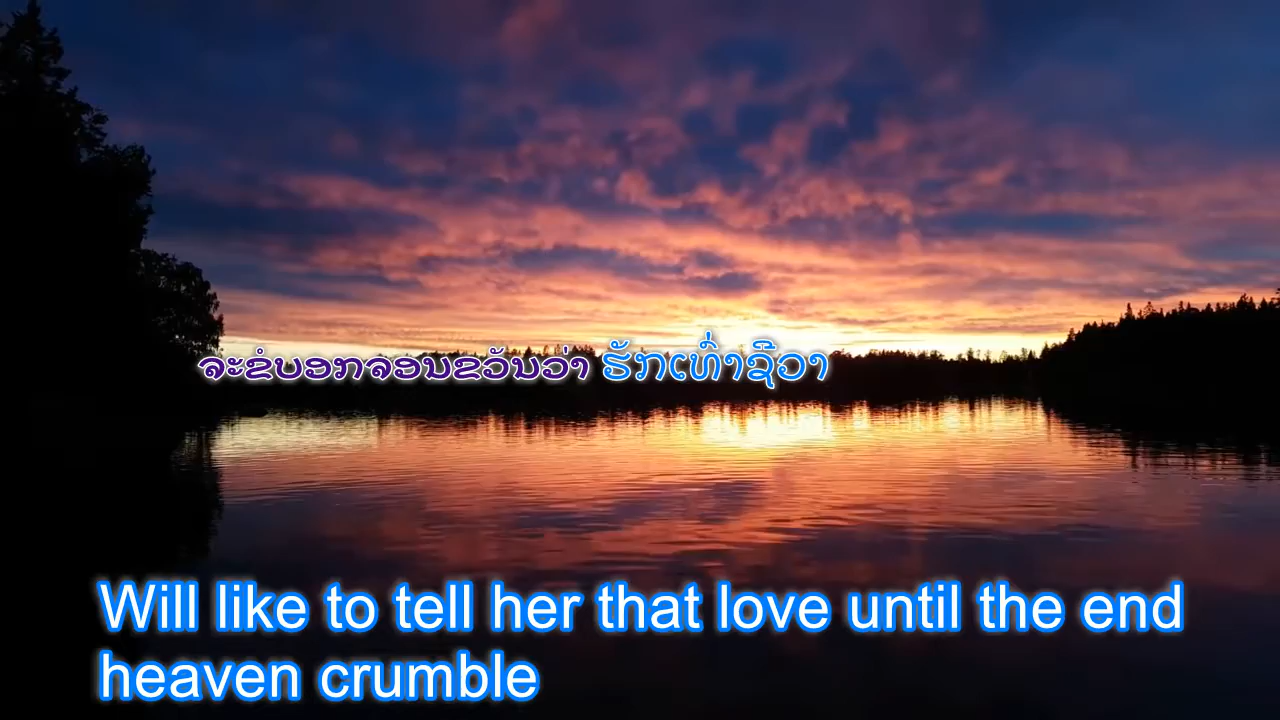 ຈະຂໍບອກຈອນຂວັນວ່າ ຮັກເທົ່າຊີວາ
Will like to tell her that love until the end
heaven crumble